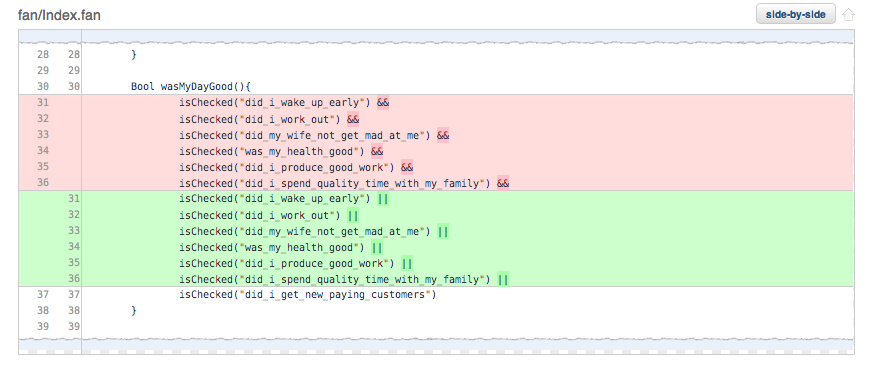 fan/Index.fan
side-by-side
28 28 }
29 29
30 30 Bool wasMyDayGood(){
31 isChecked("did_i_wake_up_early") &&
32 isChecked("did_i_work_out") &&
33 isChecked("did_my_wife_not_get_mad_at_me") &&
34 isChecked("was_my_health_good") &&
35 isChecked("did_i_produce_good_work") &&
36 isChecked("did_i_spend_quality_time_with_my_family") &&
31 isChecked("did_i_wake_up_early") ||
32 isChecked("did_i_work_out") ||
33 isChecked("did_my_wife_not_get_mad_at_me") ||
34 isChecked("was_my_health_good") ||
35 isChecked("did_i_produce_good_work") ||
36 isChecked("did_i_spend_quality_time_with_my_family") ||
37 37 isChecked("did_i_get_new_paying_customers")
38 38 }
39 39